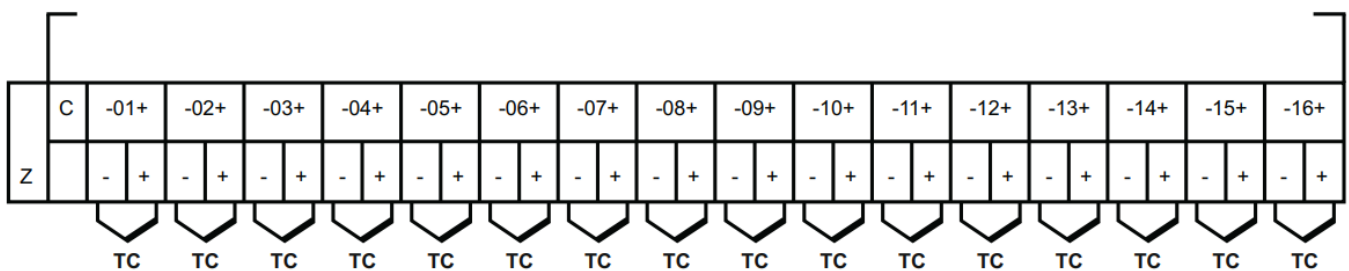 C -01+ -02+ -03+ -04+ -05+ -06+ -07+ -08+ -09+ -10+ -11+ -12+ -13+ -14+ -15+ -16+
Z - + - + - + - + - + - + - + - + - + - + - + - + - + - + - + - +
TC TC TC TC TC TC TC TC TC TC TC TC TC TC TC TC